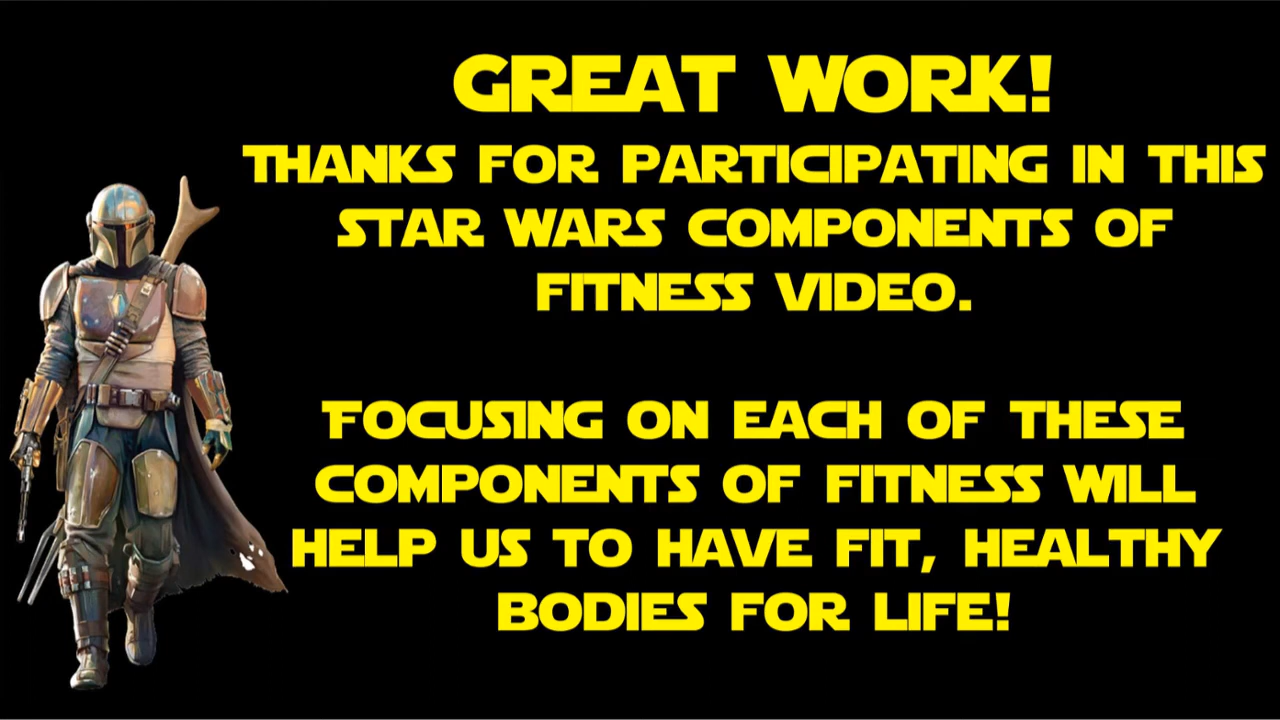 GREAT WORK!
THANKS FOR PARTICIPATING IN THIS
STAR WARS COMPONENTS OF
FITNESS VIDEO.
FOCUSING ON EACH OF THESE
COMPONENTS OF FITNESS WILL
HELP US TO HAVE FIT, HEALTHY
BODIES FOR LIFE!